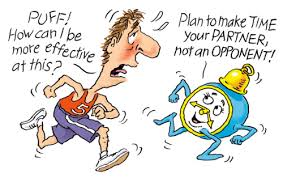 PUFF!
How can I be
more effective
at this?
Plan to make TIME
your PARTNER,
not an OPPONENT!